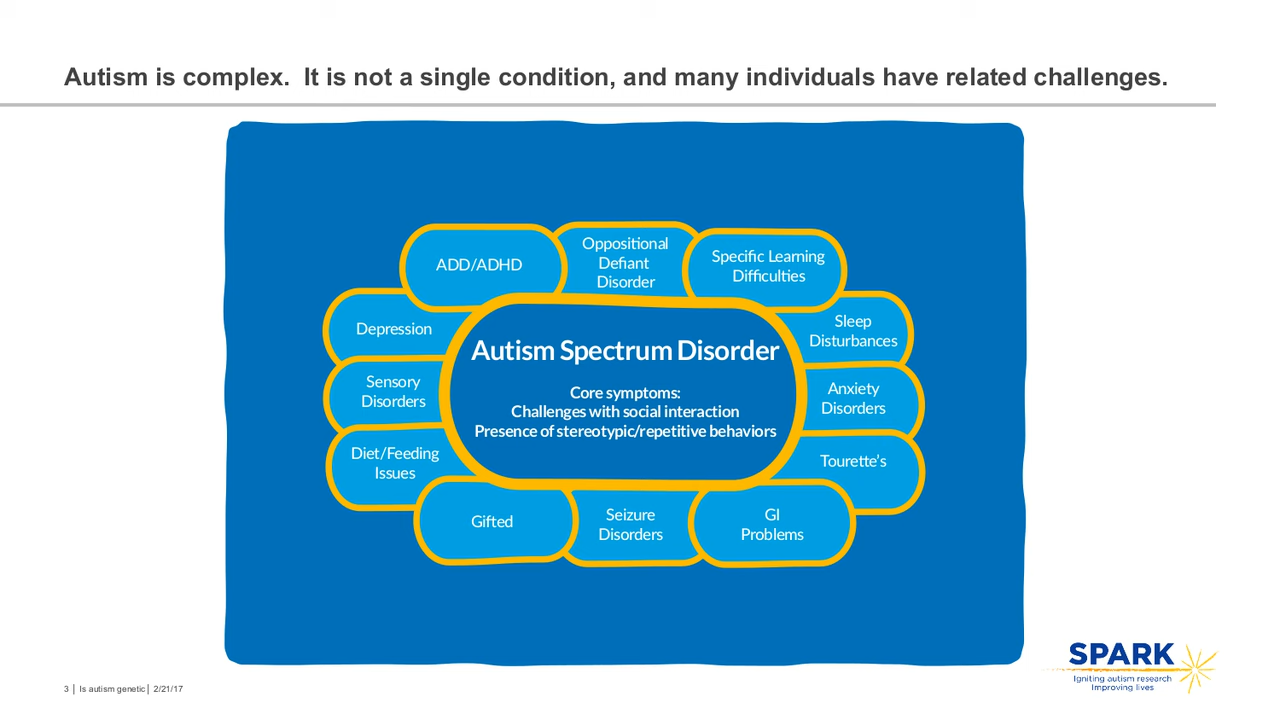 Autism is complex.  It is not a single condition, and many individuals have related challenges.
ADD/ADHD
Oppositional
Defiant
Disorder
Specific Learning
Difficulties
Depression
Sleep
Disturbances
Autism Spectrum Disorder
Core symptoms:
Challenges with social interaction
Presence of stereotypic/repetitive behaviors
Sensory
Disorders
Anxiety
Disorders
Diet/Feeding
Issues
Tourette's
Gifted
Seizure
Disorders
GI
Problems
SPARK
Igniting autism research
Improving lives
3 | Is autism genetic | 2/21/17